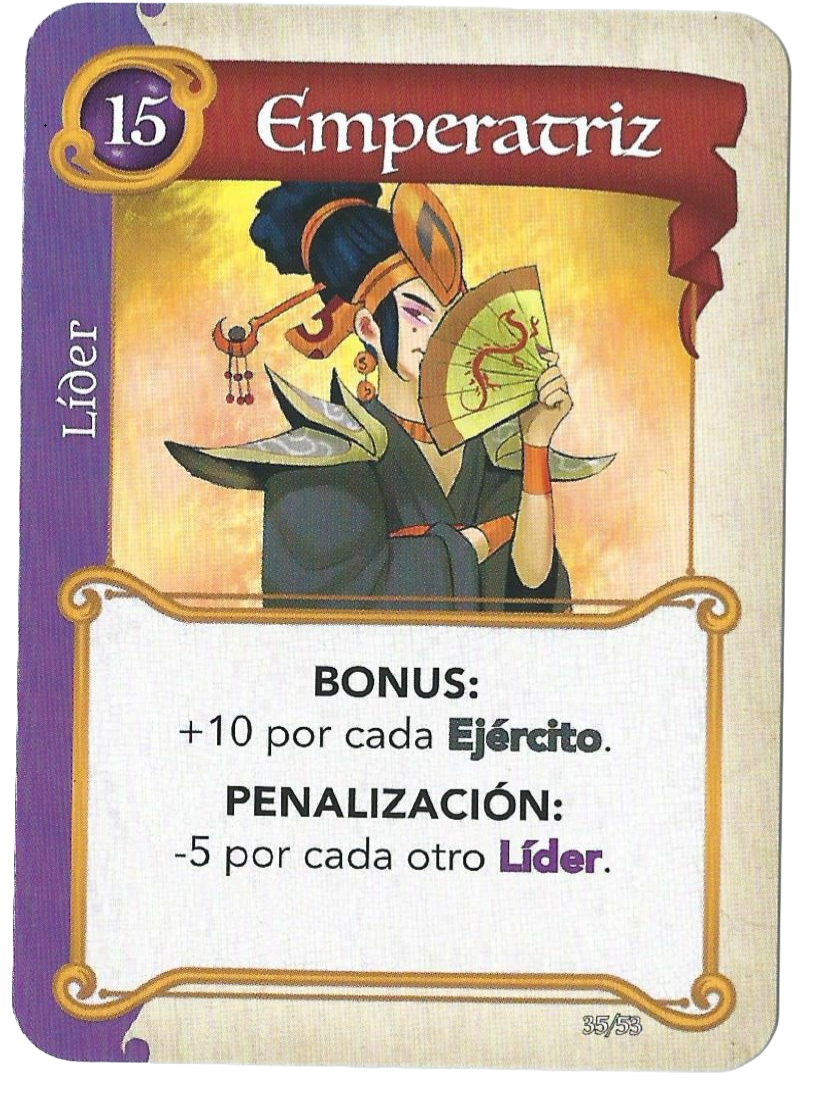 15
Emperatriz
Líder
BONUS:
+10 por cada Ejército.
PENALIZACIÓN:
-5 por cada otro Líder.
35/53